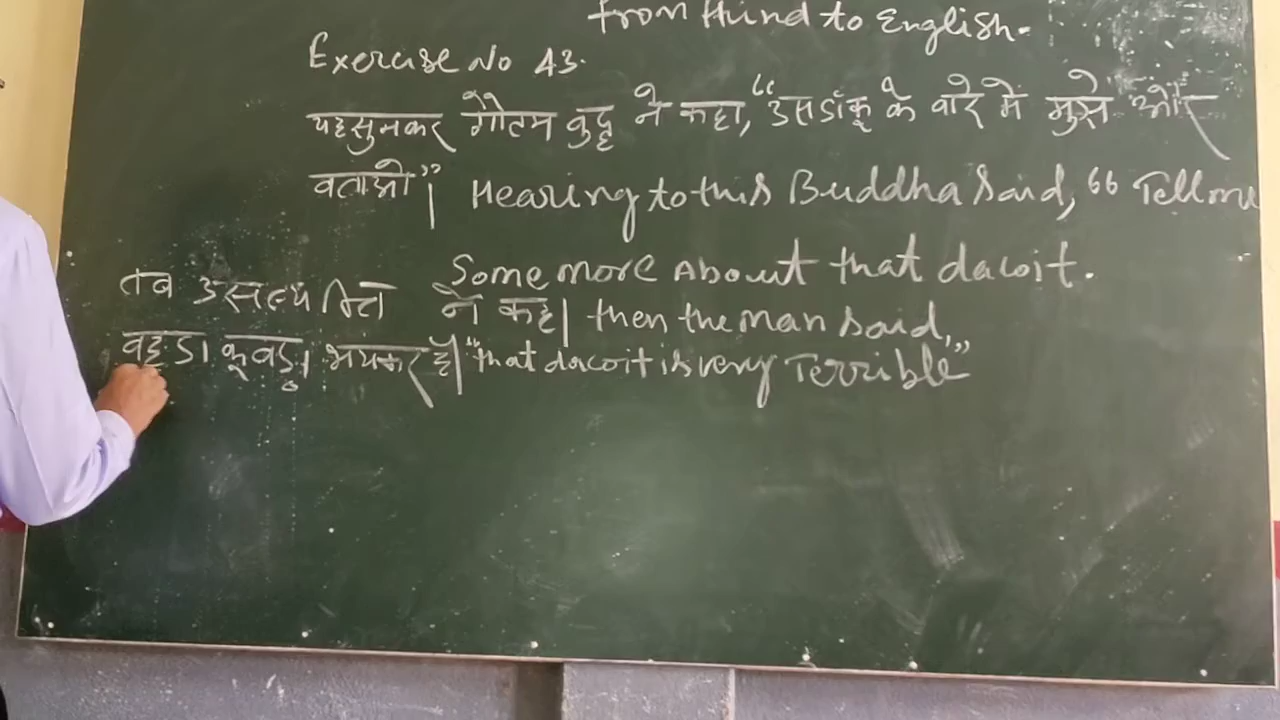 from Hind to English.
Exercise No 43.
यह सुनकर गौतम बुद्ध ने कहा, "उस डाँकू के बारे में मुझे और
बताओ"। Hearing to this Buddha said, "Tell me
Some more About that dacoit.
तब उस व्यक्ति ने कहा। then the man said,
वह डाकू बड़ा भयंकर है। "that dacoit is very Terrible"